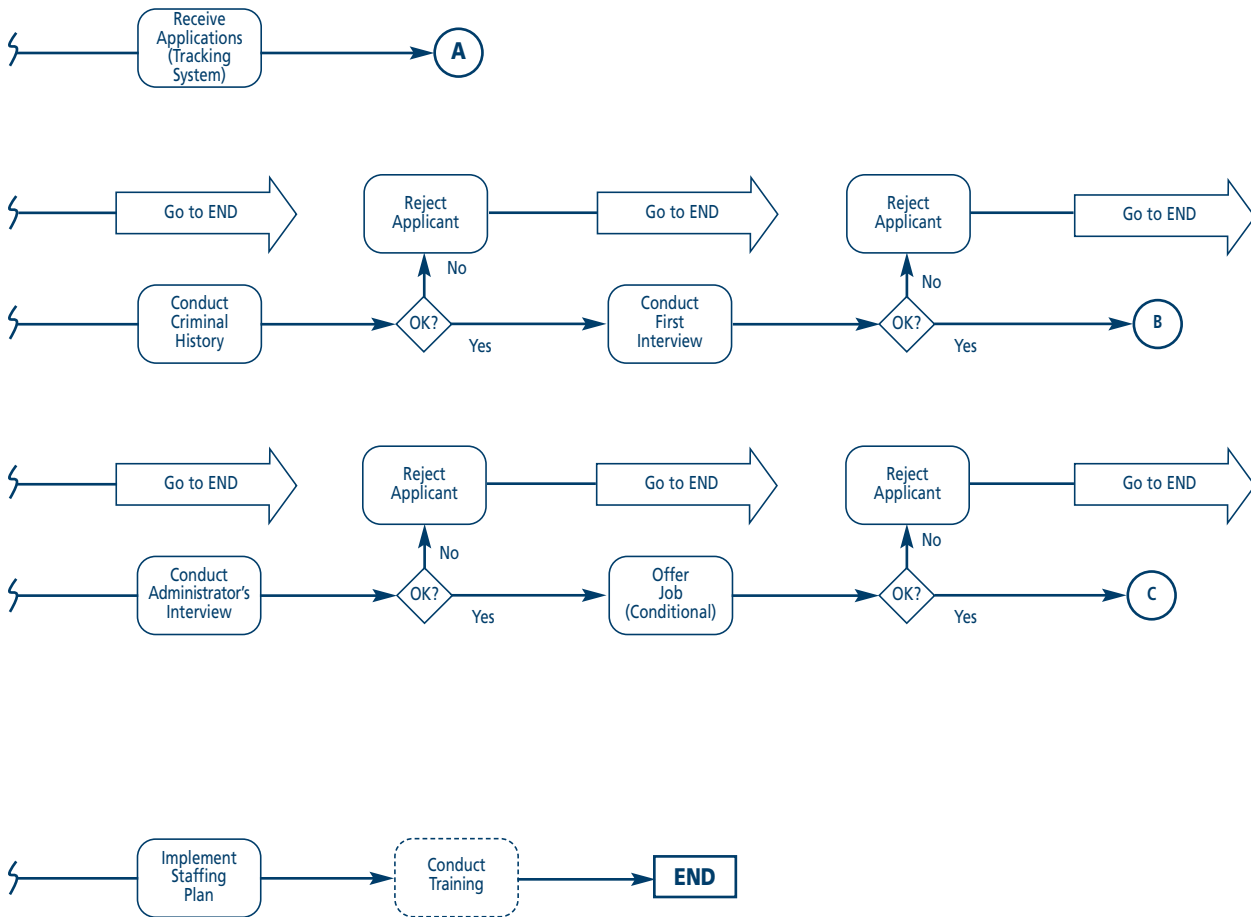 Receive
Applications
(Tracking
System)
A
Go to END
Reject
Applicant
Go to END
Reject
Applicant
Go to END
No
No
Conduct
Criminal
History
OK?
Yes
Conduct
First
Interview
OK?
Yes
B
Go to END
Reject
Applicant
Go to END
Reject
Applicant
Go to END
No
No
Conduct
Administrator's
Interview
OK?
Yes
Offer
Job
(Conditional)
OK?
Yes
C
Implement
Staffing
Plan
Conduct
Training
END